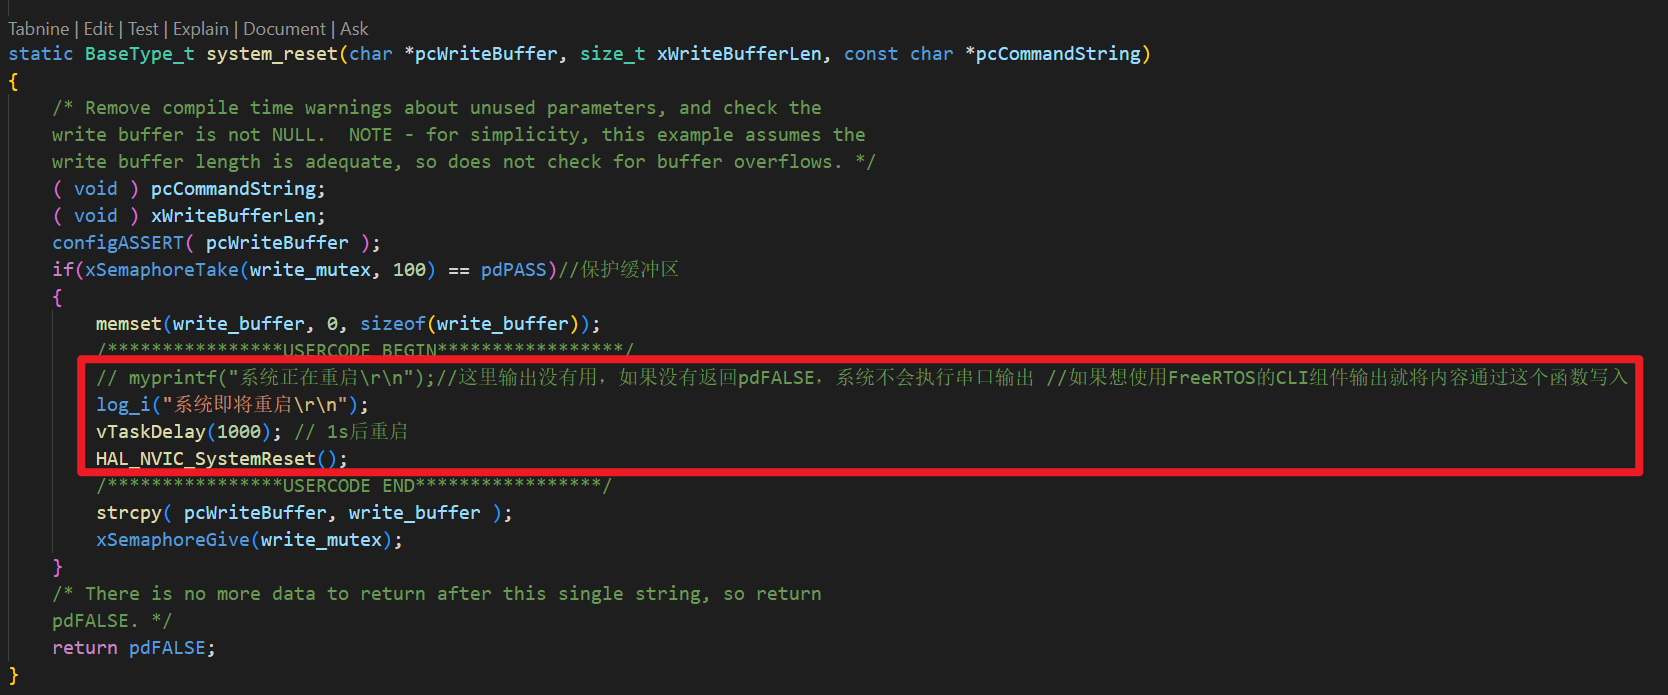 Tabnine | Edit | Test | Explain | Document | Ask
static BaseType_t system_reset(char *pcWriteBuffer, size_t xWriteBufferLen, const char *pcCommandString)
{
    /* Remove compile time warnings about unused parameters, and check the
    write buffer is not NULL.  NOTE - for simplicity, this example assumes the
    write buffer length is adequate, so does not check for buffer overflows. */
    ( void ) pcCommandString;
    ( void ) xWriteBufferLen;
    configASSERT( pcWriteBuffer );
    if(xSemaphoreTake(write_mutex, 100) == pdPASS)//保护缓冲区
    {
        memset(write_buffer, 0, sizeof(write_buffer));
        /****************USERCODE BEGIN*****************/
        // myprintf("系统正在重启\r\n");//这里输出没有用，如果没有返回pdFALSE，系统不会执行串口输出 //如果想使用FreeRTOS的CLI组件输出就将内容通过这个函数写入
        log_i("系统即将重启\r\n");
        vTaskDelay(1000); // 1s后重启
        HAL_NVIC_SystemReset();
        /****************USERCODE END*****************/
        strcpy( pcWriteBuffer, write_buffer );
        xSemaphoreGive(write_mutex);
    }
    /* There is no more data to return after this single string, so return
    pdFALSE. */
    return pdFALSE;
}